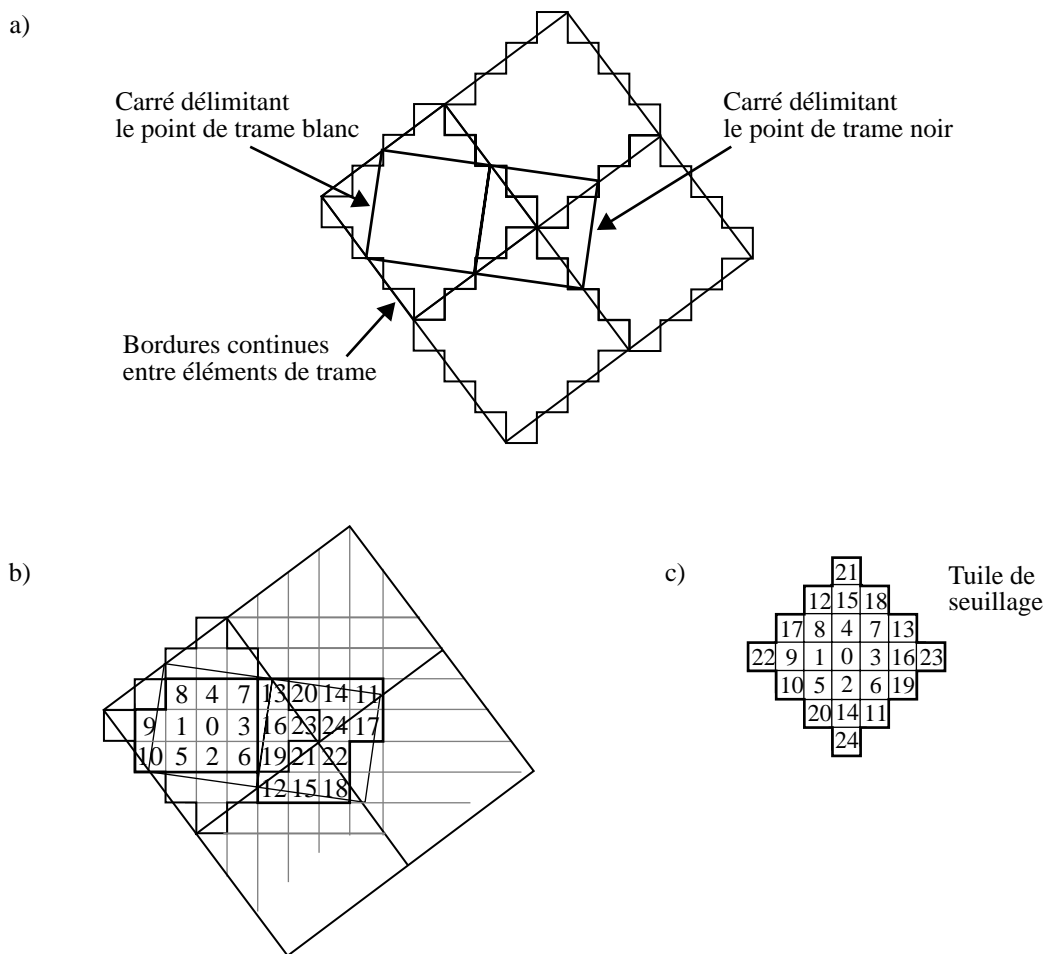 a)
Carré délimitant
le point de trame blanc
Carré délimitant
le point de trame noir
Bordures continues
entre éléments de trame
b)
8 4 7 13 20 14 11
9 1 0 3 16 23 24 17
10 5 2 6 19 21 22
12 15 18
c)
Tuile de
seuillage
21
12 15 18
17 8 4 7 13
22 9 1 0 3 16 23
10 5 2 6 19
20 14 11
24